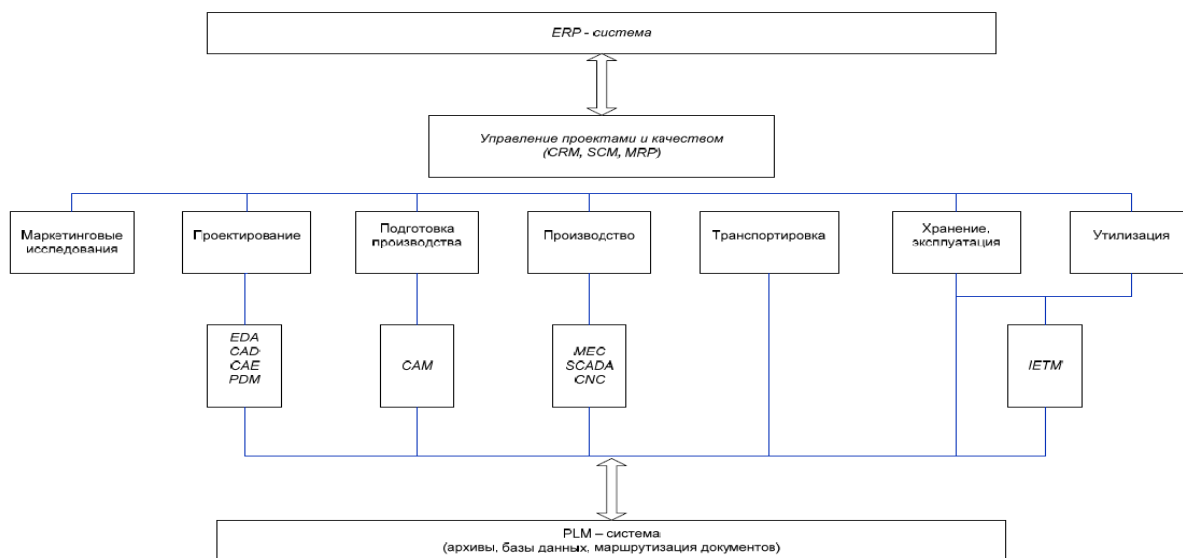 ERP - система
Управление проектами и качеством
(CRM, SCM, MRP)
Маркетинговые
исследования
Проектирование
Подготовка
производства
Производство
Транспортировка
Хранение,
эксплуатация
Утилизация
EDA
CAD
CAE
PDM
CAM
MEC
SCADA
CNC
IETM
PLM – система
(архивы, базы данных, маршрутизация документов)